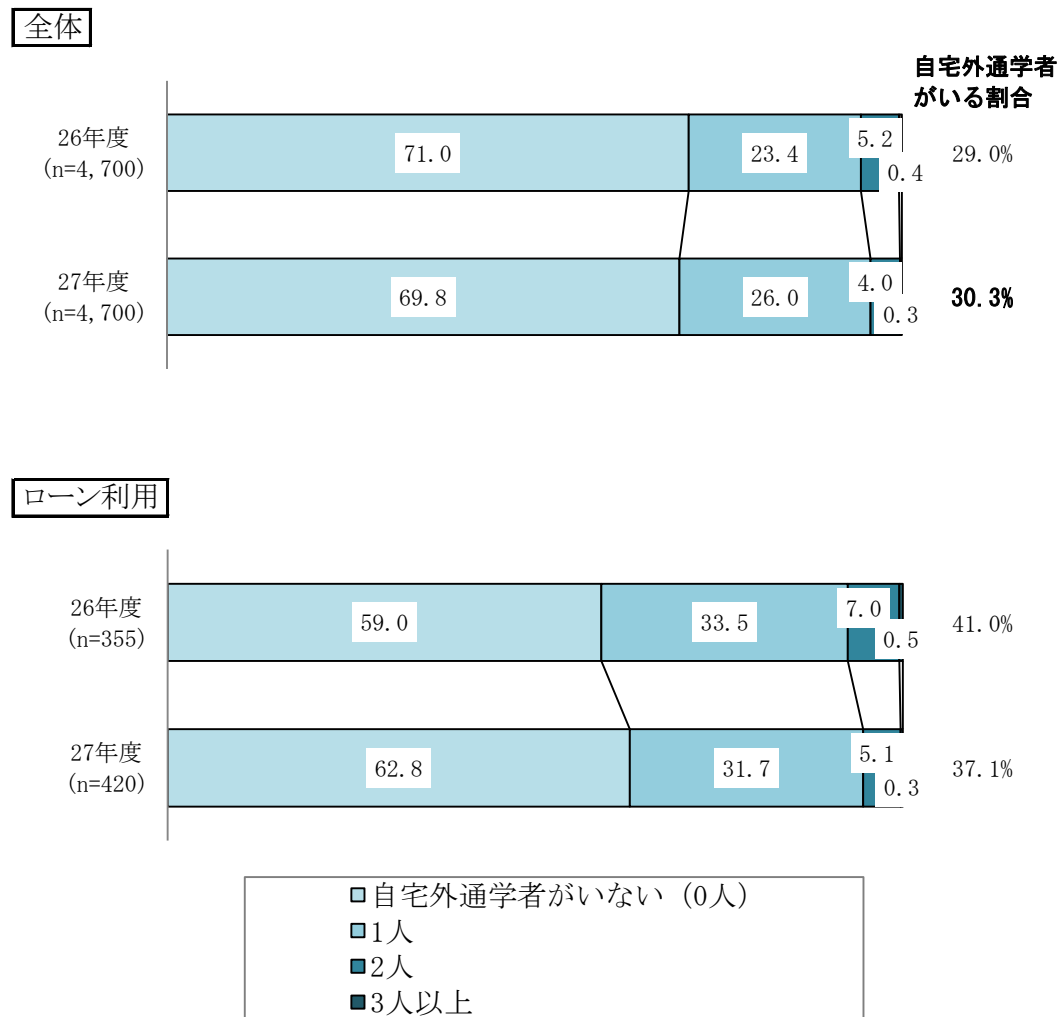 全体
自宅外通学者
がいる割合
26年度
(n=4,700)
71.0
23.4
5.2
0.4
29.0%
27年度
(n=4,700)
69.8
26.0
4.0
0.3
30.3%
ローン利用
26年度
(n=355)
59.0
33.5
7.0
0.5
41.0%
27年度
(n=420)
62.8
31.7
5.1
0.3
37.1%
自宅外通学者がいない（0人）
1人
2人
3人以上